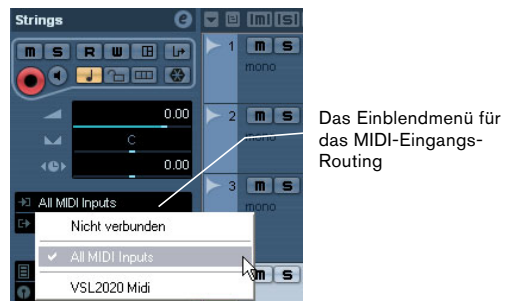 Strings
e
m S R W
0.00
C
0.00
All MIDI Inputs
Nicht verbunden
All MIDI Inputs
VSL2020 Midi
m s
1 m s
mono
2 m s
mono
3 m s
mono
m s
Das Einblendmenü für
das MIDI-Eingangs-
Routing